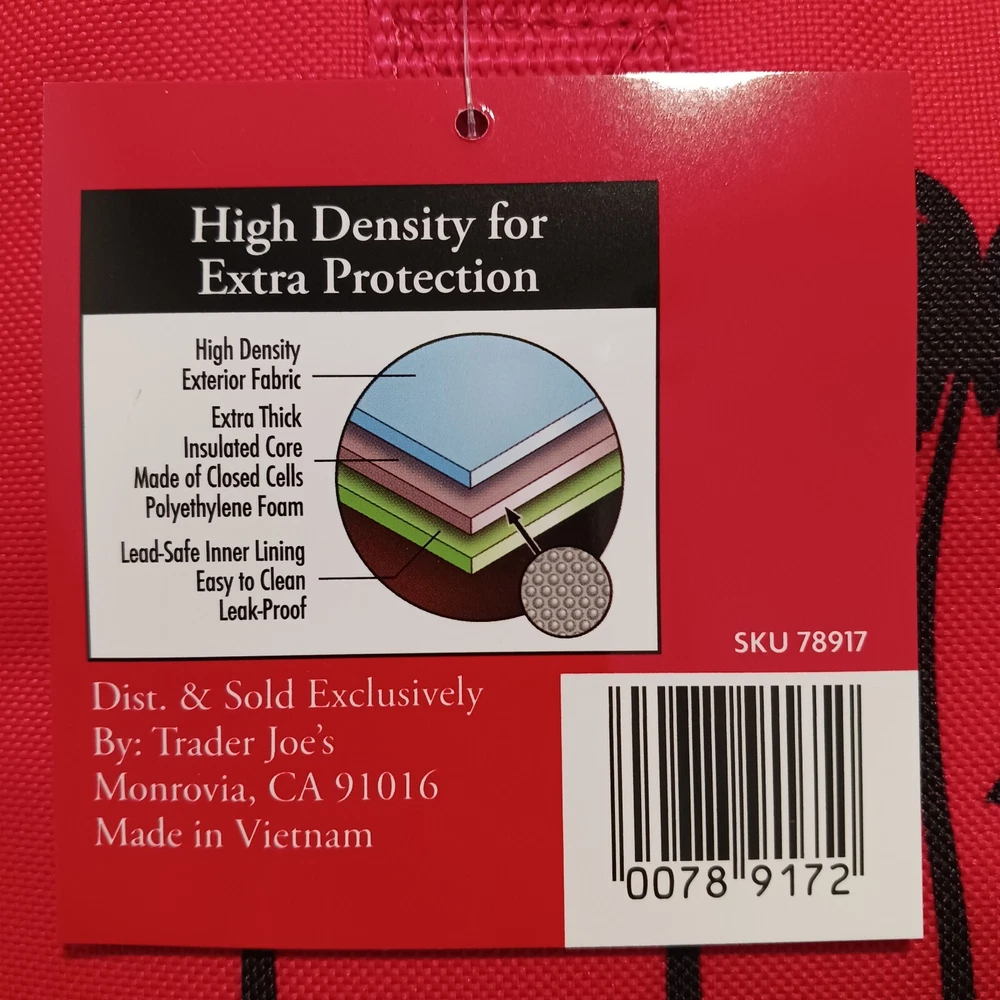 High Density for
Extra Protection
High Density
Exterior Fabric
Extra Thick
Insulated Core
Made of Closed Cells
Polyethylene Foam
Lead-Safe Inner Lining
Easy to Clean
Leak-Proof
SKU 78917
Dist. & Sold Exclusively
By: Trader Joe's
Monrovia, CA 91016
Made in Vietnam
0078 9172